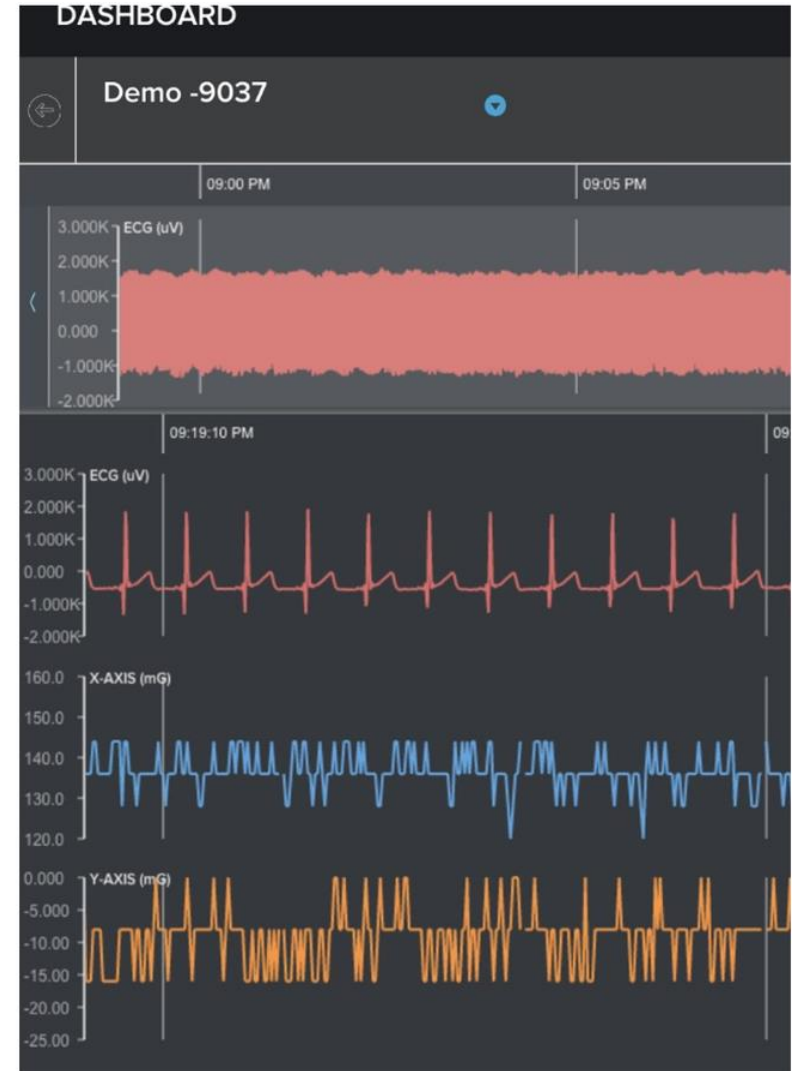 DASHBOARD
Demo -9037
09:00 PM 09:05 PM
3.000K ECG (uV)
2.000K
1.000K
0.000
-1.000K
-2.000K
09:19:10 PM 09
3.000K ECG (uV)
2.000K
1.000K
0.000
-1.000K
-2.000K
160.0 X-AXIS (mG)
150.0
140.0
130.0
120.0
0.000 Y-AXIS (mG)
-5.000
-10.00
-15.00
-20.00
-25.00